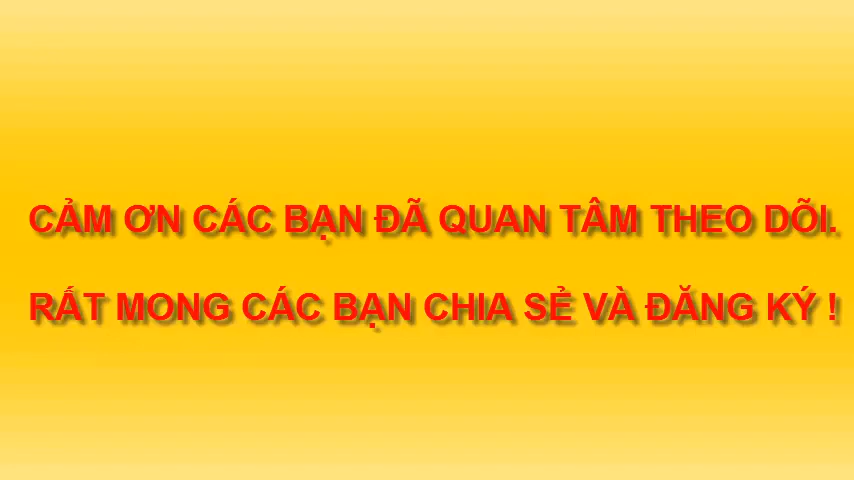 CẢM ƠN CÁC BẠN ĐÃ QUAN TÂM THEO DÕI.
RẤT MONG CÁC BẠN CHIA SẺ VÀ ĐĂNG KÝ !